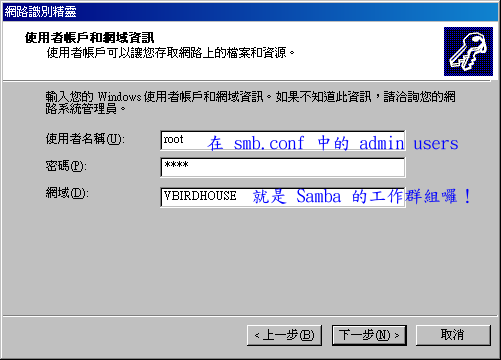 網路識別精靈
使用者帳戶和網域資訊
使用者帳戶可以讓您存取網路上的檔案和資源。
輸入您的 Windows 使用者帳戶和網域資訊。如果不知道此資訊，請洽詢您的網
路系統管理員。
使用者名稱(U): root 在 smb.conf 中的 admin users
密碼(P): ****
網域(D): VBIRDHOUSE 就是 Samba 的工作群組囉！
< 上一步(B) 下一步(N) > 取消